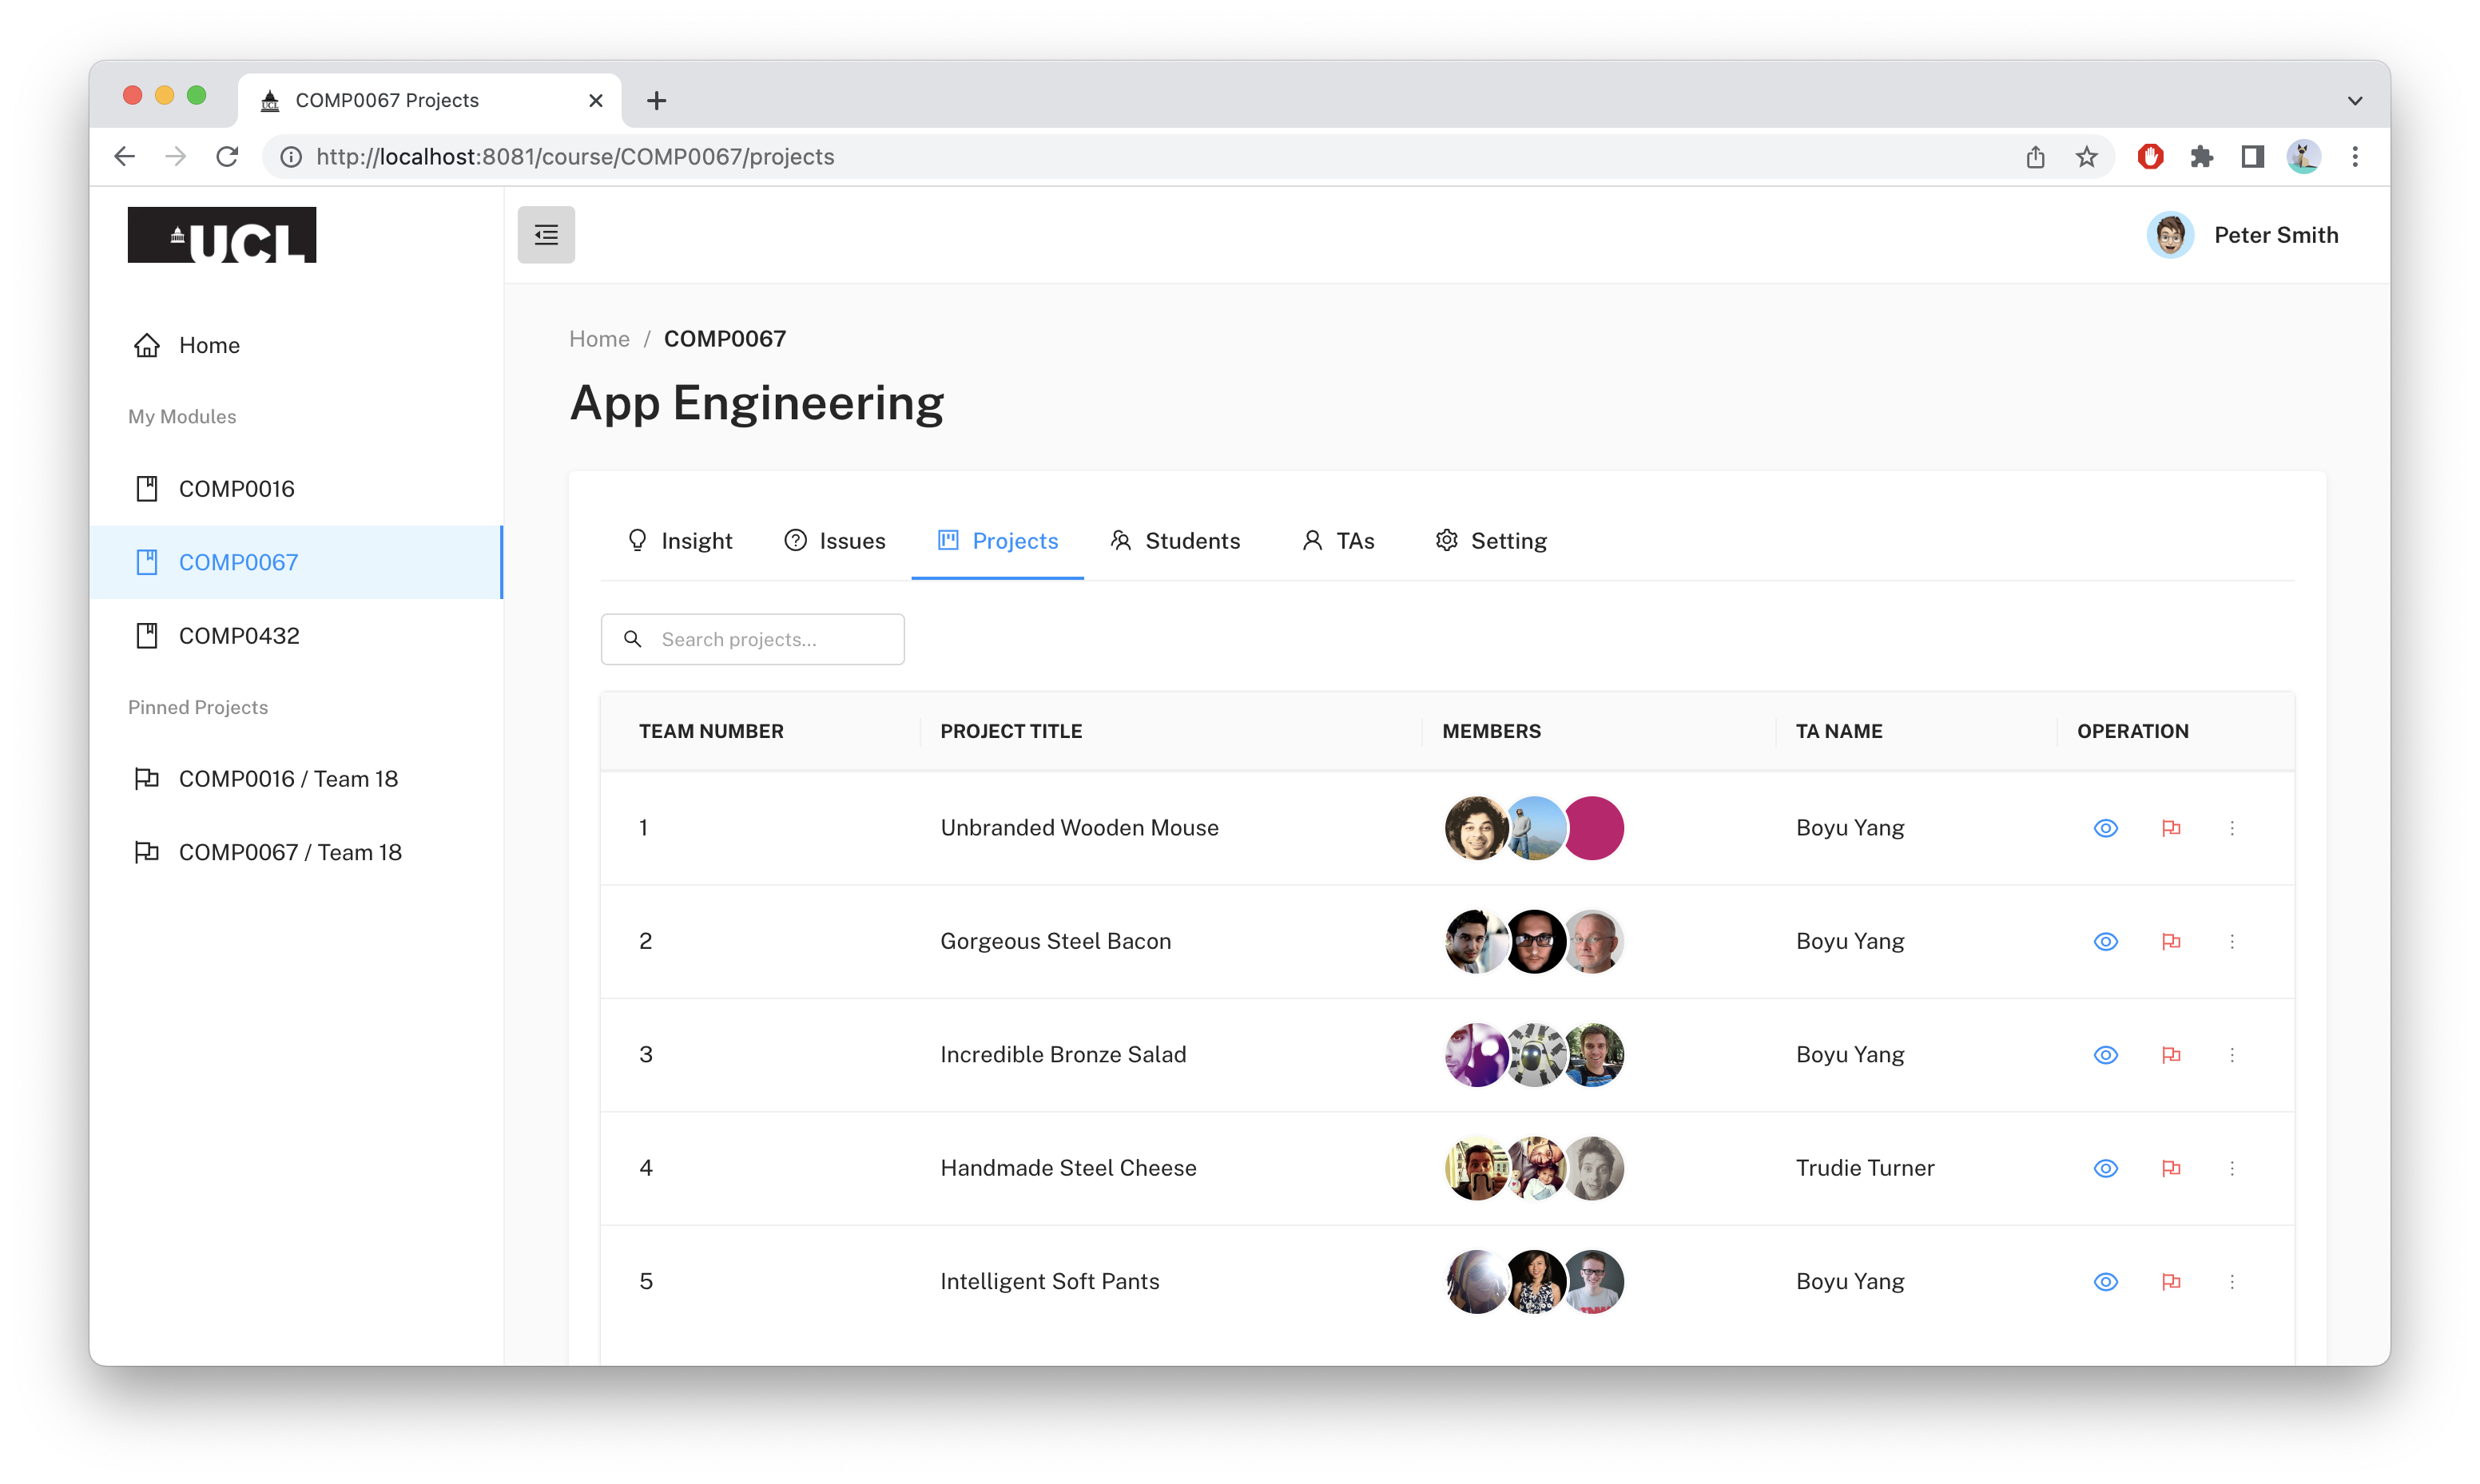 COMP0067 Projects
http://localhost:8081/course/COMP0067/projects
UCL
Peter Smith
Home
My Modules
COMP0016
COMP0067
COMP0432
Pinned Projects
COMP0016 / Team 18
COMP0067 / Team 18
Home / COMP0067
App Engineering
Insight Issues Projects Students TAs Setting
Search projects...
TEAM NUMBER PROJECT TITLE MEMBERS TA NAME OPERATION
1 Unbranded Wooden Mouse Boyu Yang
2 Gorgeous Steel Bacon Boyu Yang
3 Incredible Bronze Salad Boyu Yang
4 Handmade Steel Cheese Trudie Turner
5 Intelligent Soft Pants Boyu Yang